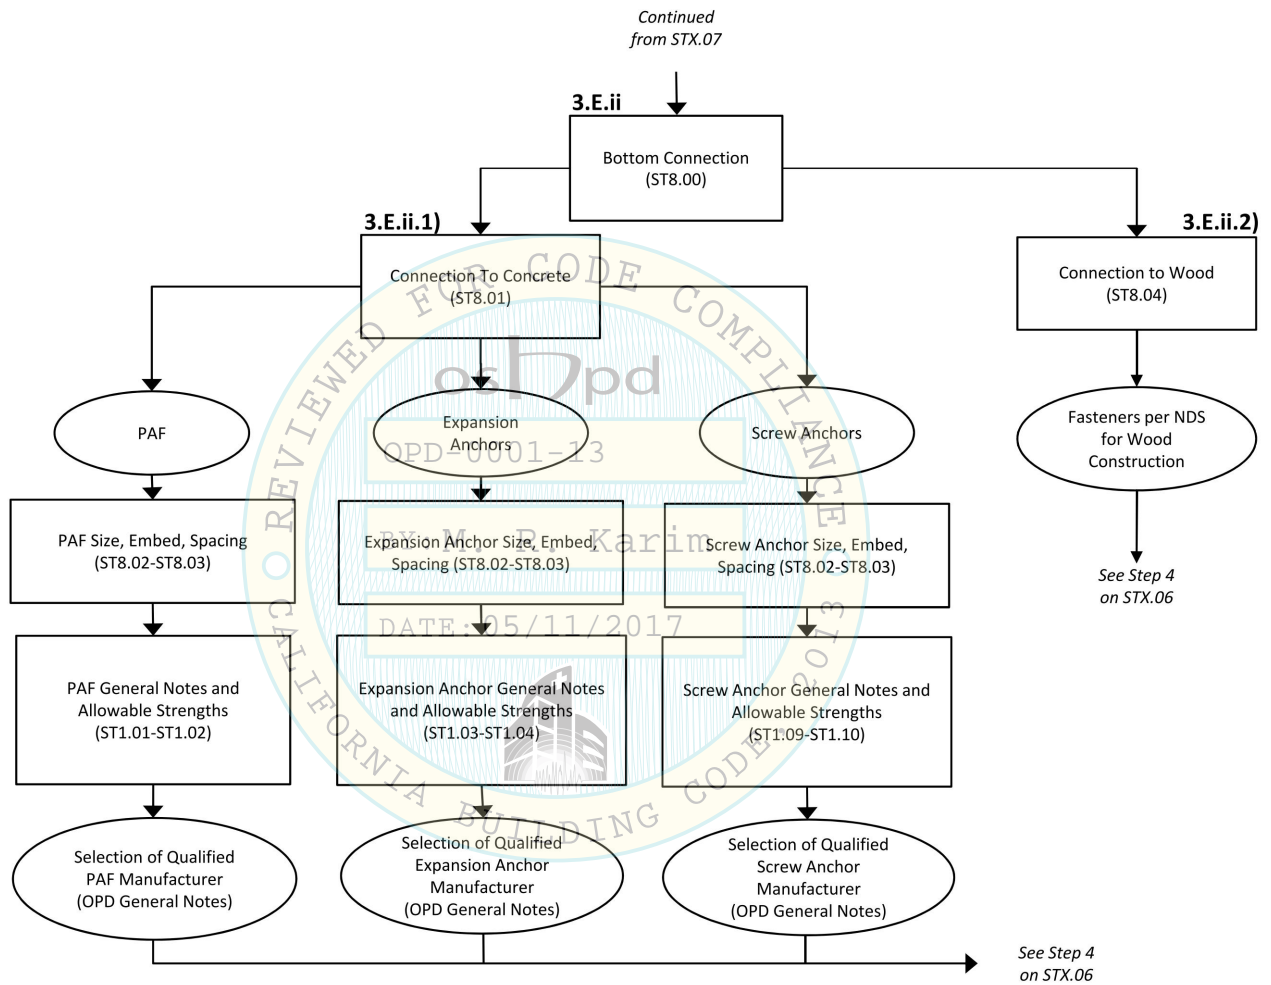 Continued
from STX.07
3.E.ii
Bottom Connection
(ST8.00)
3.E.ii.1)
3.E.ii.2)
Connection To Concrete
(ST8.01)
Connection to Wood
(ST8.04)
PAF
Expansion
Anchors
Screw Anchors
Fasteners per NDS
for Wood
Construction
PAF Size, Embed, Spacing
(ST8.02-ST8.03)
Expansion Anchor Size, Embed,
Spacing (ST8.02-ST8.03)
Screw Anchor Size, Embed,
Spacing (ST8.02-ST8.03)
See Step 4
on STX.06
PAF General Notes and
Allowable Strengths
(ST1.01-ST1.02)
Expansion Anchor General Notes
and Allowable Strengths
(ST1.03-ST1.04)
Screw Anchor General Notes and
Allowable Strengths
(ST1.09-ST1.10)
Selection of Qualified
PAF Manufacturer
(OPD General Notes)
Selection of Qualified
Expansion Anchor
Manufacturer
(OPD General Notes)
Selection of Qualified
Screw Anchor
Manufacturer
(OPD General Notes)
See Step 4
on STX.06
REVIEWED FOR CODE COMPLIANCE
oshpd
OPD-0001-13
BY: M. R. Karim
DATE: 05/11/2017
CALIFORNIA BUILDING CODE, 2013